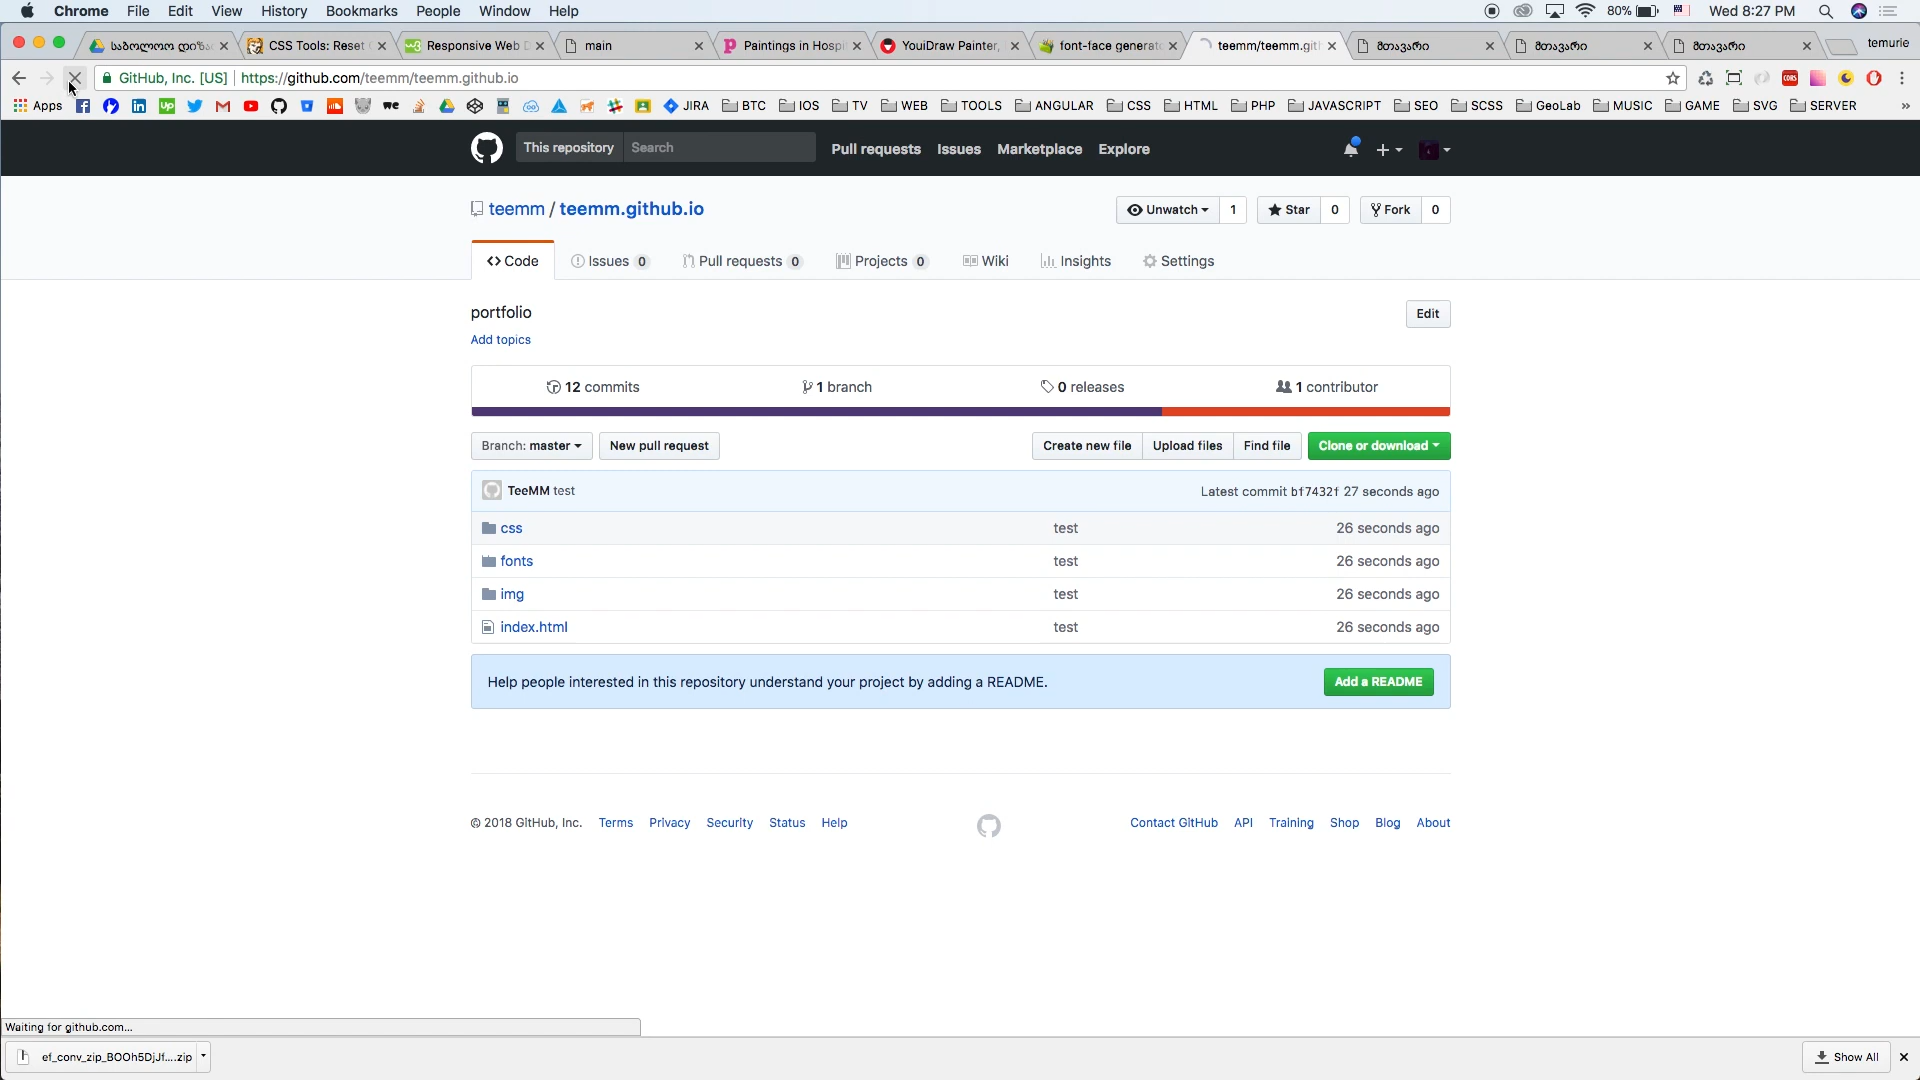 Chrome File Edit View History Bookmarks People Window Help 80% Wed 8:27 PM
საბოლოო დიზა CSS Tools: Reset Responsive Web D main Paintings in Hospi YouiDraw Painter, font-face generato teemm/teemm.gith მთავარი მთავარი მთავარი temurie
GitHub, Inc. [US] https://github.com/teemm/teemm.github.io
Apps JIRA BTC IOS TV WEB TOOLS ANGULAR CSS HTML PHP JAVASCRIPT SEO SCSS GeoLab MUSIC GAME SVG SERVER »
This repository Search Pull requests Issues Marketplace Explore
teemm / teemm.github.io Unwatch 1 Star 0 Fork 0
Code Issues 0 Pull requests 0 Projects 0 Wiki Insights Settings
portfolio Edit
Add topics
12 commits 1 branch 0 releases 1 contributor
Branch: master New pull request Create new file Upload files Find file Clone or download
TeeMM test Latest commit bf7432f 27 seconds ago
css test 26 seconds ago
fonts test 26 seconds ago
img test 26 seconds ago
index.html test 26 seconds ago
Help people interested in this repository understand your project by adding a README. Add a README
© 2018 GitHub, Inc. Terms Privacy Security Status Help Contact GitHub API Training Shop Blog About
Waiting for github.com...
ef_conv_zip_BOOh5DjJf....zip Show All